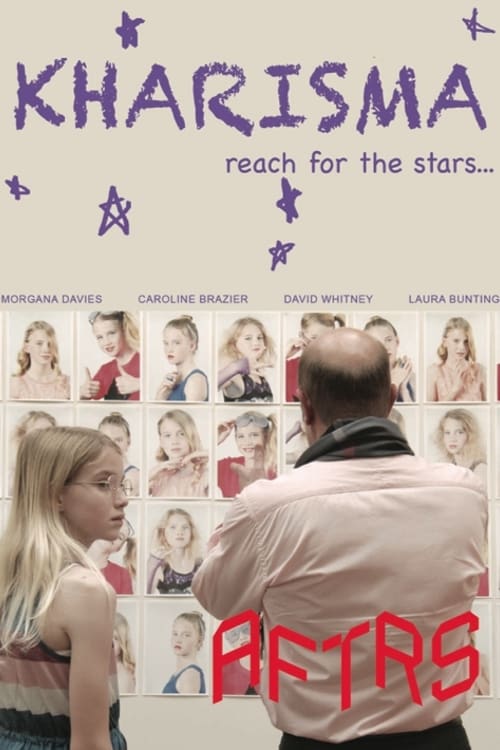 KHARISMA
reach for the stars...
MORGANA DAVIES CAROLINE BRAZIER DAVID WHITNEY LAURA BUNTING
AFTRS